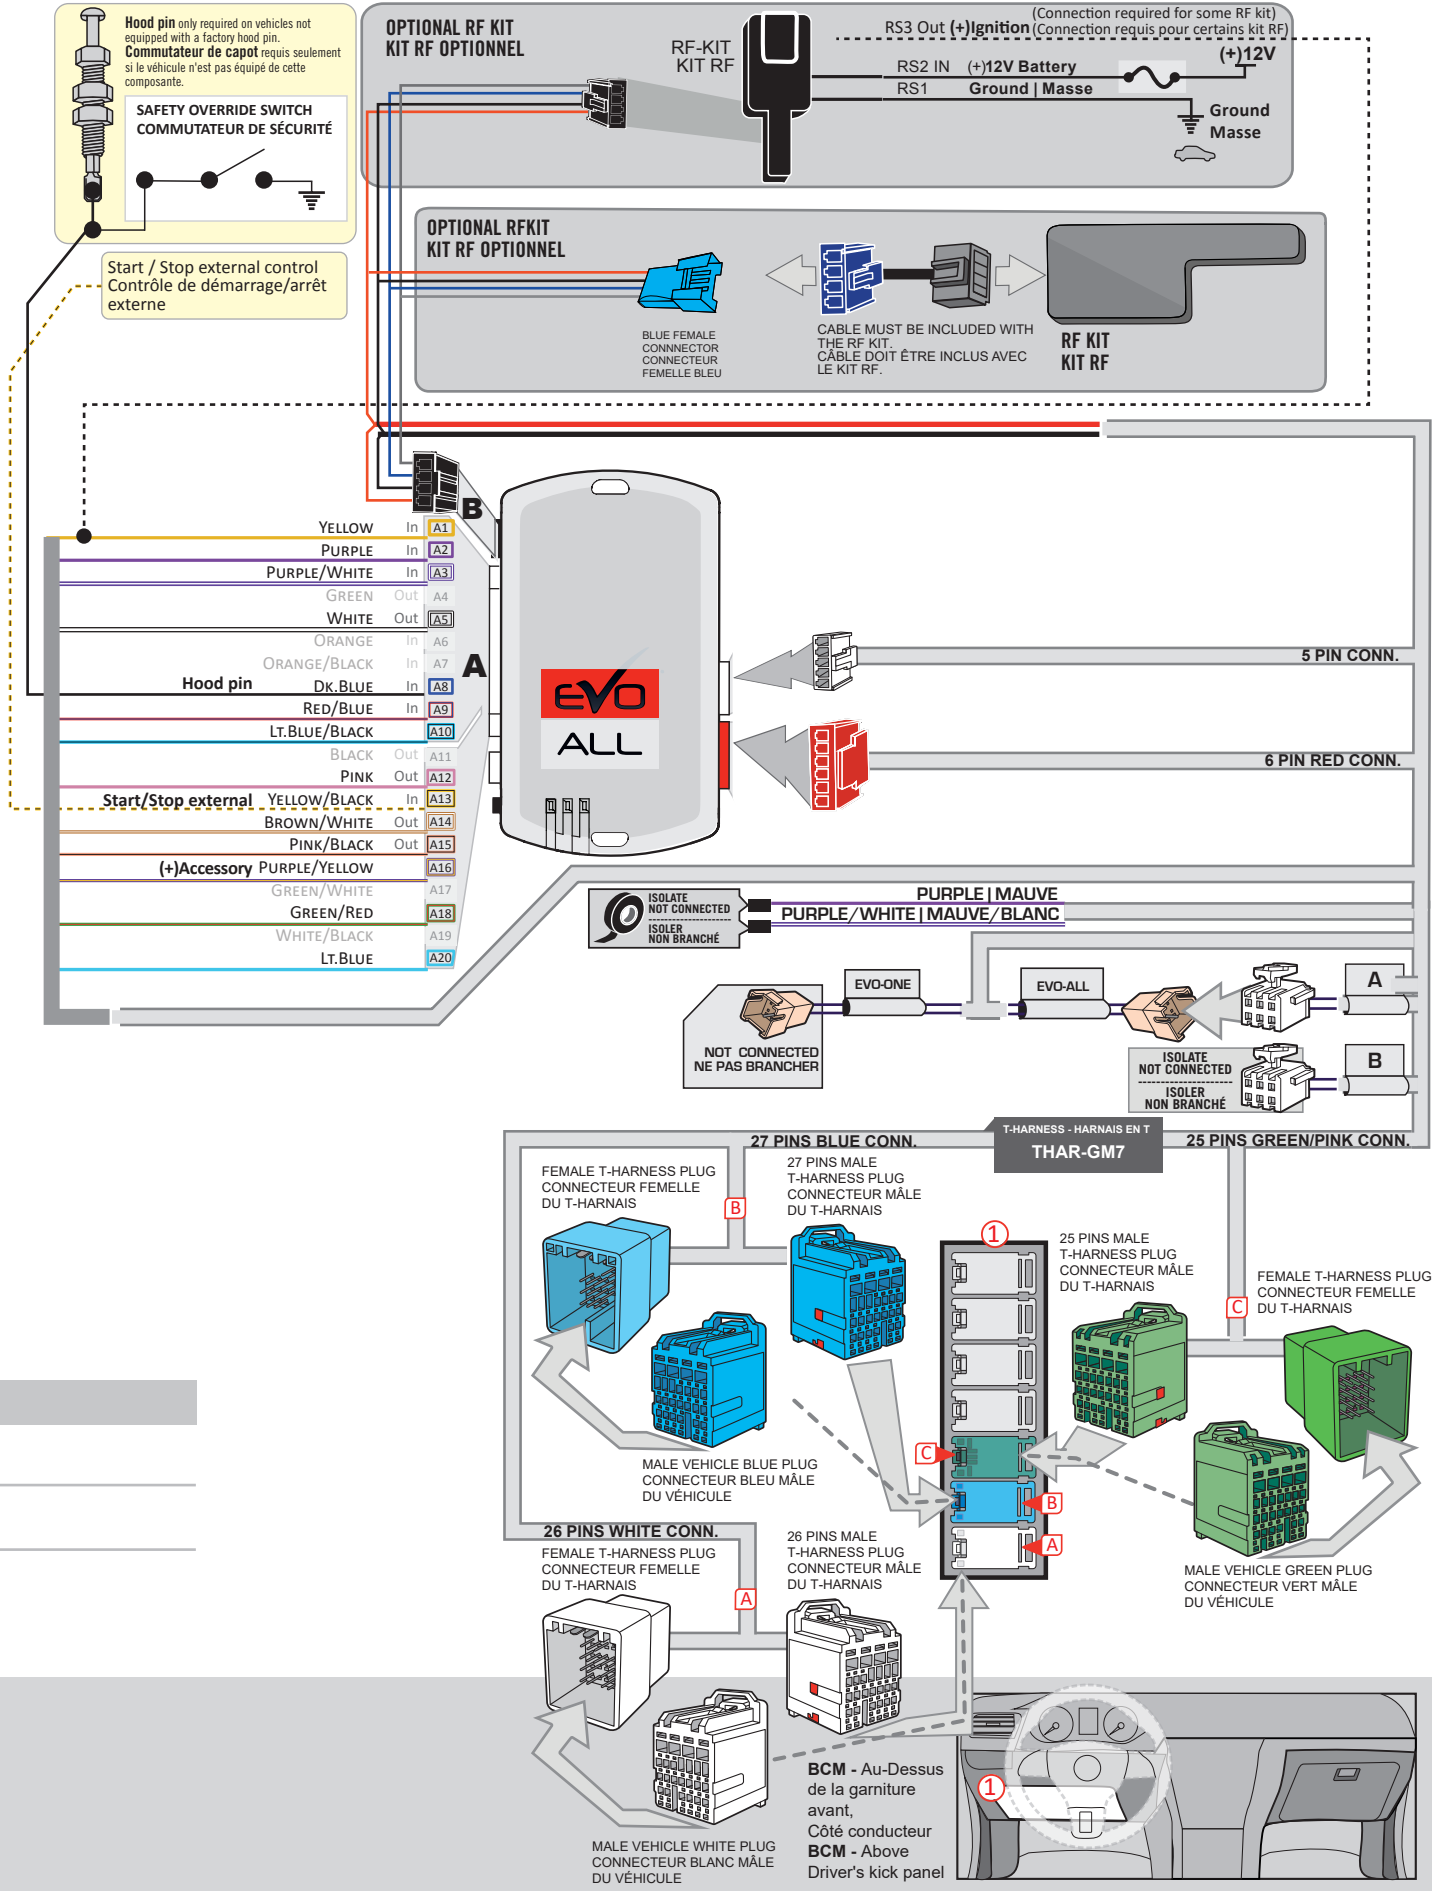 Hood pin only required on vehicles not
equipped with a factory hood pin.
Commutateur de capot requis seulement
si le véhicule n'est pas équipé de cette
composante.
SAFETY OVERRIDE SWITCH
COMMUTATEUR DE SÉCURITÉ
Start / Stop external control
Contrôle de démarrage/arrêt
externe
OPTIONAL RF KIT
KIT RF OPTIONNEL
RF-KIT
KIT RF
(Connection required for some RF kit)
RS3 Out (+)Ignition (Connection requis pour certains kit RF)
(+)12V
RS2 IN (+)12V Battery
RS1 Ground | Masse
Ground
Masse
OPTIONAL RFKIT
KIT RF OPTIONNEL
BLUE FEMALE
CONNNECTOR
CONNECTEUR
FEMELLE BLEU
CABLE MUST BE INCLUDED WITH
THE RF KIT.
CÂBLE DOIT ÊTRE INCLUS AVEC
LE KIT RF.
RF KIT
KIT RF
B
YELLOW In A1
PURPLE In A2
PURPLE/WHITE In A3
GREEN Out A4
WHITE Out A5
ORANGE In A6
ORANGE/BLACK In A7
Hood pin DK.BLUE In A8
RED/BLUE In A9
LT.BLUE/BLACK A10
BLACK Out A11
PINK Out A12
Start/Stop external YELLOW/BLACK In A13
BROWN/WHITE Out A14
PINK/BLACK Out A15
(+)Accessory PURPLE/YELLOW A16
GREEN/WHITE A17
GREEN/RED A18
WHITE/BLACK A19
LT.BLUE A20
A
EVO
ALL
5 PIN CONN.
6 PIN RED CONN.
ISOLATE
NOT CONNECTED
ISOLER
NON BRANCHÉ
PURPLE | MAUVE
PURPLE/WHITE | MAUVE/BLANC
EVO-ONE
EVO-ALL
A
NOT CONNECTED
NE PAS BRANCHER
ISOLATE
NOT CONNECTED
ISOLER
NON BRANCHÉ
B
T-HARNESS - HARNAIS EN T
THAR-GM7
27 PINS BLUE CONN.
25 PINS GREEN/PINK CONN.
FEMALE T-HARNESS PLUG
CONNECTEUR FEMELLE
DU T-HARNAIS
B
27 PINS MALE
T-HARNESS PLUG
CONNECTEUR MÂLE
DU T-HARNAIS
1
25 PINS MALE
T-HARNESS PLUG
CONNECTEUR MÂLE
DU T-HARNAIS
C
FEMALE T-HARNESS PLUG
CONNECTEUR FEMELLE
DU T-HARNAIS
MALE VEHICLE BLUE PLUG
CONNECTEUR BLEU MÂLE
DU VÉHICULE
C
B
A
MALE VEHICLE GREEN PLUG
CONNECTEUR VERT MÂLE
DU VÉHICULE
26 PINS WHITE CONN.
FEMALE T-HARNESS PLUG
CONNECTEUR FEMELLE
DU T-HARNAIS
A
26 PINS MALE
T-HARNESS PLUG
CONNECTEUR MÂLE
DU T-HARNAIS
MALE VEHICLE WHITE PLUG
CONNECTEUR BLANC MÂLE
DU VÉHICULE
BCM - Au-Dessus
de la garniture
avant,
Côté conducteur
BCM - Above
Driver's kick panel
1